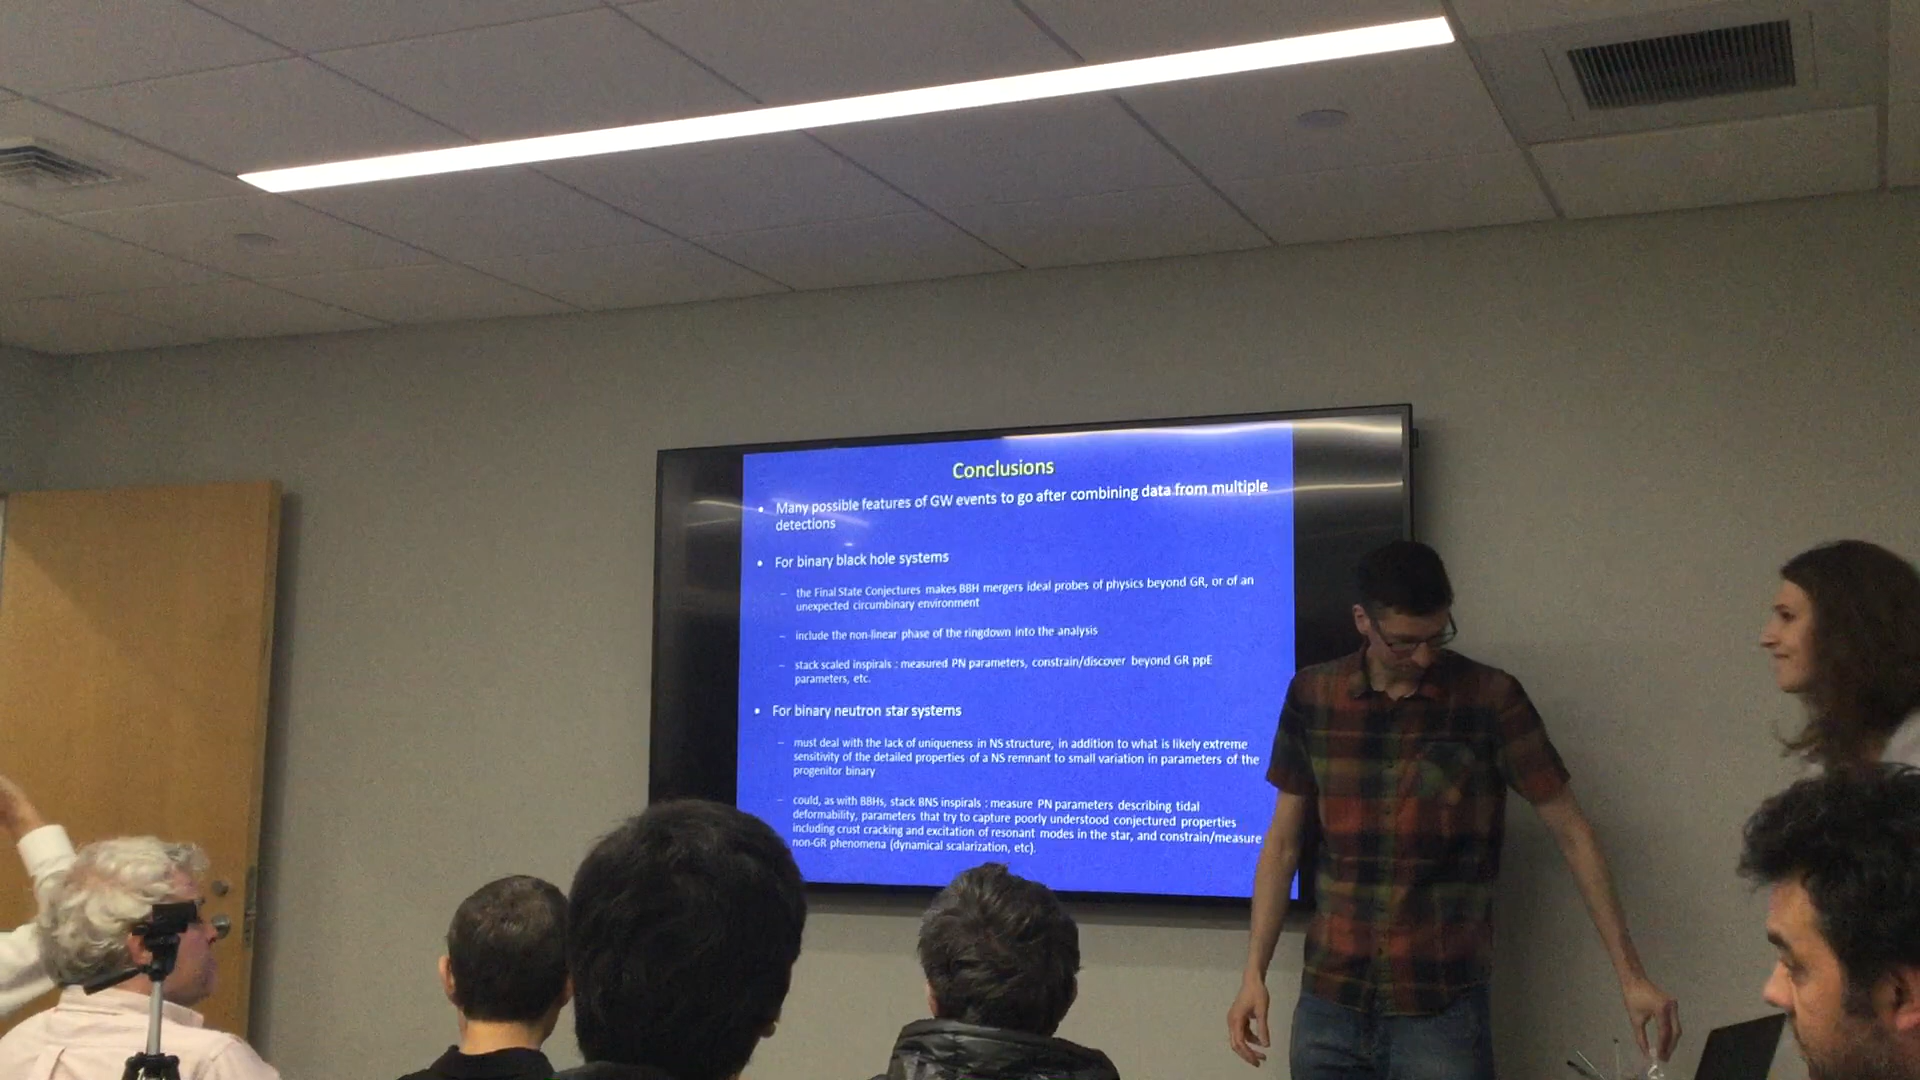 Conclusions
• Many possible features of GW events to go after combining data from multiple
detections
• For binary black hole systems
– the Final State Conjectures makes BBH mergers ideal probes of physics beyond GR, or of an
unexpected circumbinary environment
– include the non-linear phase of the ringdown into the analysis
– stack scaled inspirals : measured PN parameters, constrain/discover beyond GR ppE
parameters, etc.
• For binary neutron star systems
– must deal with the lack of uniqueness in NS structure, in addition to what is likely extreme
sensitivity of the detailed properties of a NS remnant to small variation in parameters of the
progenitor binary
– could, as with BBHs, stack BNS inspirals : measure PN parameters describing tidal
deformability, parameters that try to capture poorly understood conjectured properties
including crust cracking and excitation of resonant modes in the star, and constrain/measure
non-GR phenomena (dynamical scalarization, etc).